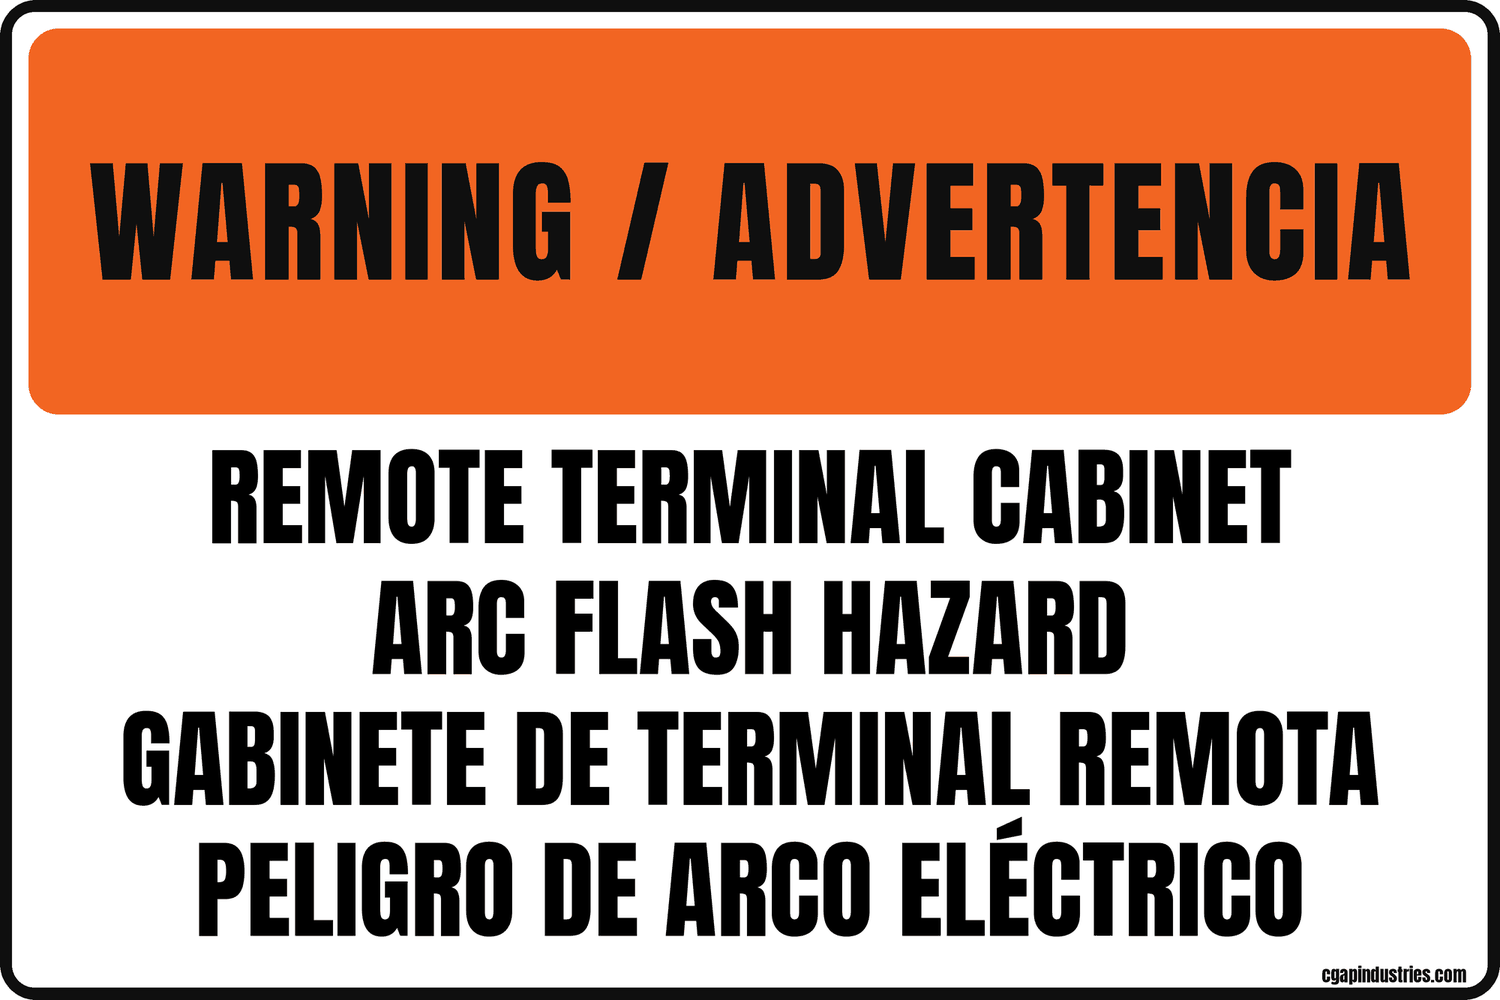 WARNING / ADVERTENCIA
REMOTE TERMINAL CABINET
ARC FLASH HAZARD
GABINETE DE TERMINAL REMOTA
PELIGRO DE ARCO ELÉCTRICO
cgapindustries.com